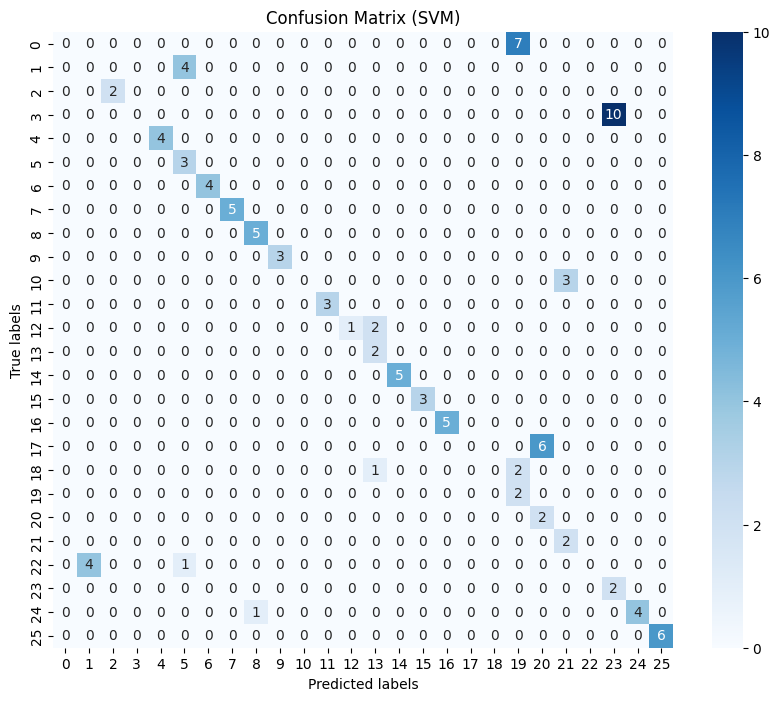 Confusion Matrix (SVM)
0 0 0 0 0 0 0 0 0 0 0 0 0 0 0 0 0 0 0 0 7 0 0 0 0 0 0
1 0 0 0 0 0 4 0 0 0 0 0 0 0 0 0 0 0 0 0 0 0 0 0 0 0 0
2 0 0 2 0 0 0 0 0 0 0 0 0 0 0 0 0 0 0 0 0 0 0 0 0 0 0
3 0 0 0 0 0 0 0 0 0 0 0 0 0 0 0 0 0 0 0 0 0 0 0 10 0 0
4 0 0 0 0 4 0 0 0 0 0 0 0 0 0 0 0 0 0 0 0 0 0 0 0 0 0
5 0 0 0 0 0 3 0 0 0 0 0 0 0 0 0 0 0 0 0 0 0 0 0 0 0 0
6 0 0 0 0 0 0 4 0 0 0 0 0 0 0 0 0 0 0 0 0 0 0 0 0 0 0
7 0 0 0 0 0 0 0 5 0 0 0 0 0 0 0 0 0 0 0 0 0 0 0 0 0 0
8 0 0 0 0 0 0 0 0 5 0 0 0 0 0 0 0 0 0 0 0 0 0 0 0 0 0
9 0 0 0 0 0 0 0 0 0 3 0 0 0 0 0 0 0 0 0 0 0 0 0 0 0 0
10 0 0 0 0 0 0 0 0 0 0 0 0 0 0 0 0 0 0 0 0 0 3 0 0 0 0
11 0 0 0 0 0 0 0 0 0 0 0 3 0 0 0 0 0 0 0 0 0 0 0 0 0 0
12 0 0 0 0 0 0 0 0 0 0 0 0 1 2 0 0 0 0 0 0 0 0 0 0 0 0
13 0 0 0 0 0 0 0 0 0 0 0 0 0 2 0 0 0 0 0 0 0 0 0 0 0 0
14 0 0 0 0 0 0 0 0 0 0 0 0 0 0 5 0 0 0 0 0 0 0 0 0 0 0
15 0 0 0 0 0 0 0 0 0 0 0 0 0 0 0 3 0 0 0 0 0 0 0 0 0 0
16 0 0 0 0 0 0 0 0 0 0 0 0 0 0 0 0 5 0 0 0 0 0 0 0 0 0
17 0 0 0 0 0 0 0 0 0 0 0 0 0 0 0 0 0 0 0 0 6 0 0 0 0 0
18 0 0 0 0 0 0 0 0 0 0 0 0 0 1 0 0 0 0 0 2 0 0 0 0 0 0
19 0 0 0 0 0 0 0 0 0 0 0 0 0 0 0 0 0 0 0 2 0 0 0 0 0 0
20 0 0 0 0 0 0 0 0 0 0 0 0 0 0 0 0 0 0 0 0 2 0 0 0 0 0
21 0 0 0 0 0 0 0 0 0 0 0 0 0 0 0 0 0 0 0 0 0 2 0 0 0 0
22 0 4 0 0 0 1 0 0 0 0 0 0 0 0 0 0 0 0 0 0 0 0 0 0 0 0
23 0 0 0 0 0 0 0 0 0 0 0 0 0 0 0 0 0 0 0 0 0 0 0 2 0 0
24 0 0 0 0 0 0 0 0 1 0 0 0 0 0 0 0 0 0 0 0 0 0 0 0 4 0
25 0 0 0 0 0 0 0 0 0 0 0 0 0 0 0 0 0 0 0 0 0 0 0 0 0 6
0 1 2 3 4 5 6 7 8 9 10 11 12 13 14 15 16 17 18 19 20 21 22 23 24 25
Predicted labels
True labels
10
8
6
4
2
0